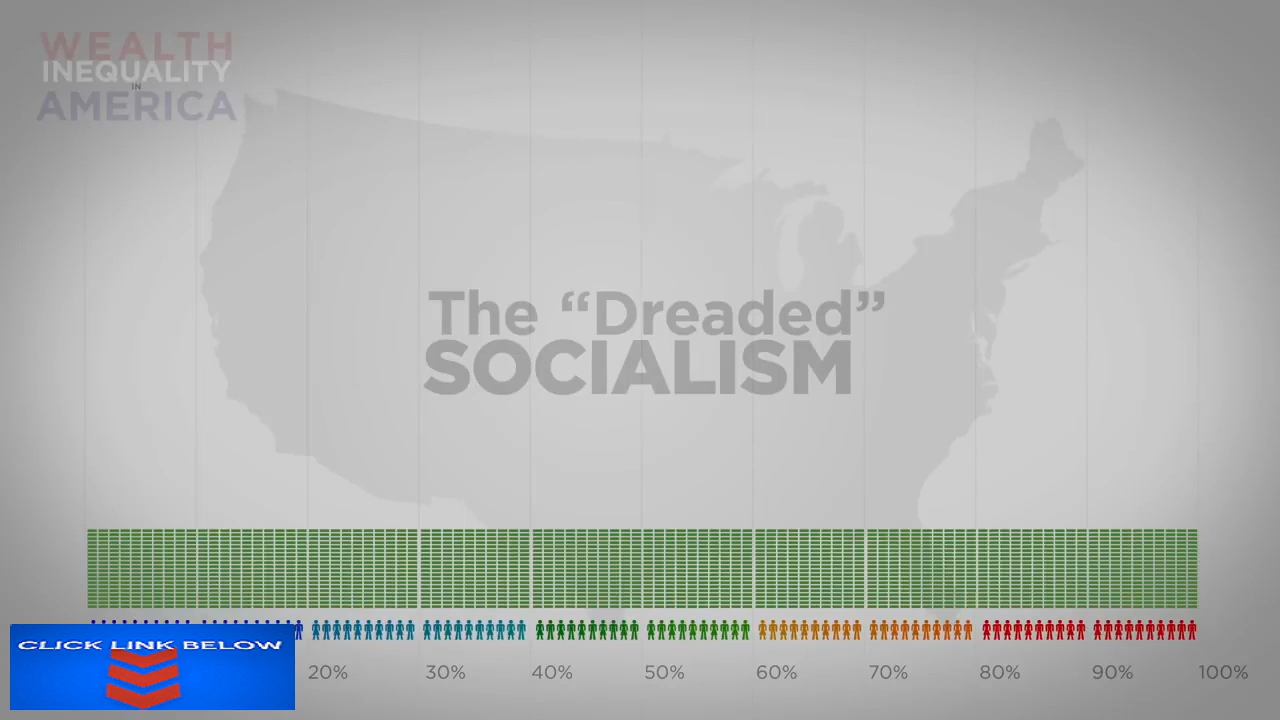 WEALTH
INEQUALITY
IN
AMERICA
The “Dreaded”
SOCIALISM
CLICK LINK BELOW
20% 30% 40% 50% 60% 70% 80% 90% 100%